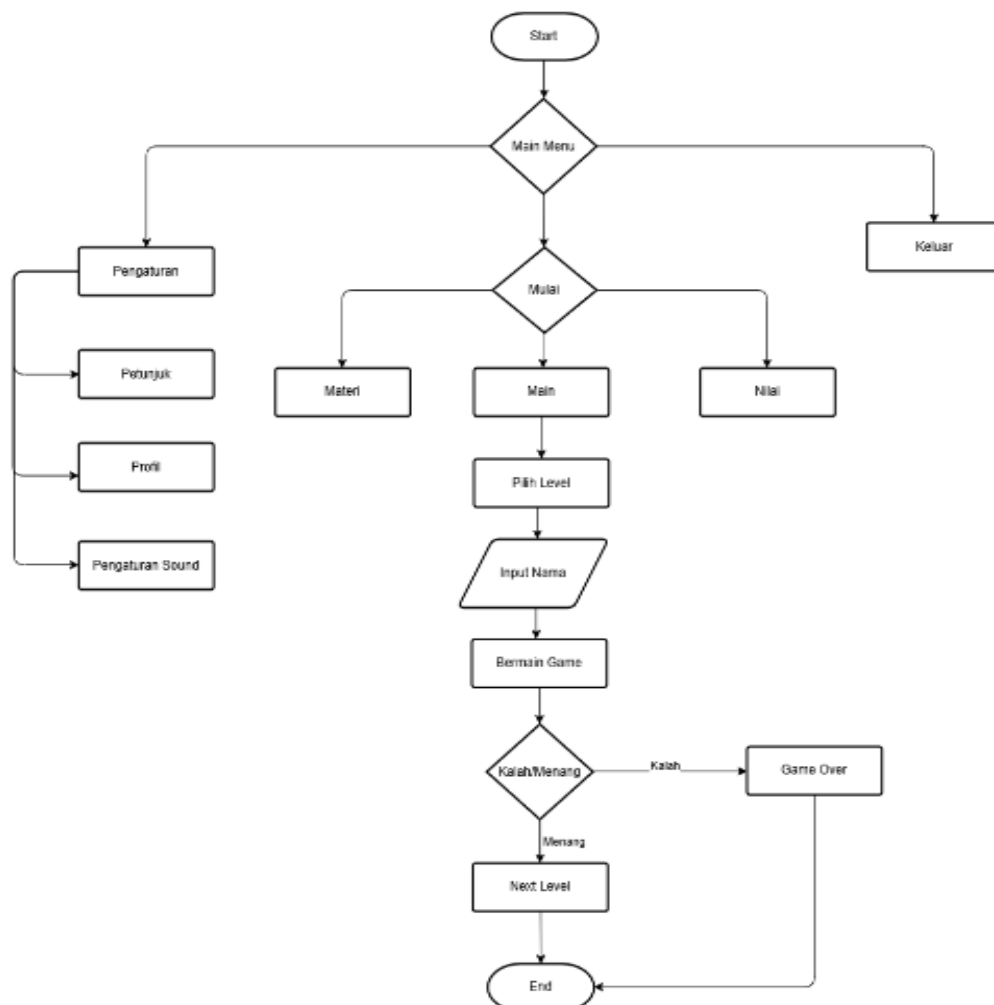 Start
Main Menu
Keluar
Pengaturan
Mulai
Petunjuk
Materi
Main
Nilai
Profil
Pilih Level
Pengaturan Sound
Input Nama
Bermain Game
Kalah/Menang
Kalah
Game Over
Menang
Next Level
End